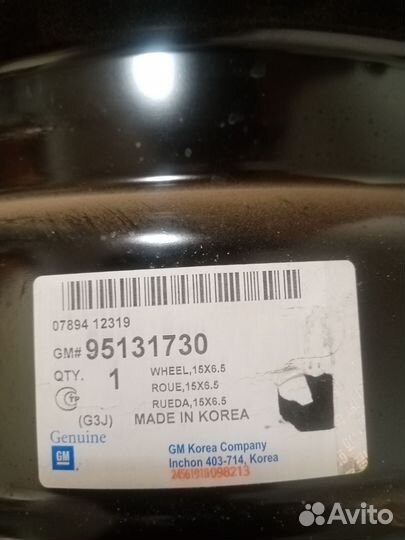 07894 12319
GM# 95131730
QTY. 1 WHEEL,15X6.5
ROUE,15X6.5
RUEDA,15X6.5
(G3J) MADE IN KOREA
Genuine
GM
GM Korea Company
Inchon 403-714, Korea
098213
Avito